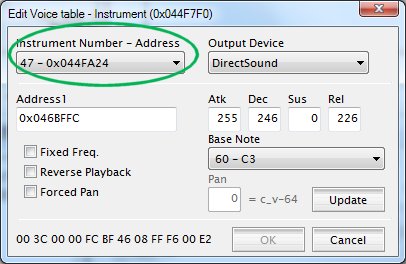 Edit Voice table - Instrument (0x044F7F0)
Instrument Number - Address
Output Device
47 - 0x044FA24
DirectSound
Address1
Atk Dec Sus Rel
0x046BFFC
255 246 0 226
Base Note
Fixed Freq.
60 - C3
Reverse Playback
Pan
Forced Pan
0 = c_v-64 Update
00 3C 00 00 FC BF 46 08 FF F6 00 E2
OK Cancel